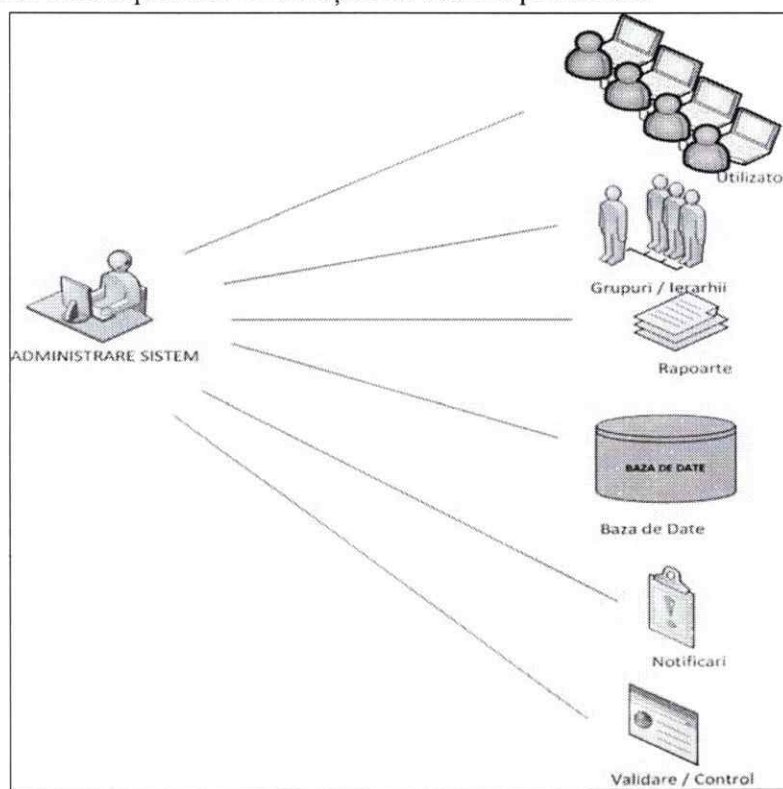 Utilizato
Grupuri / Ierarhii
ADMINISTRARE SISTEM
Rapoarte
BAZA DE DATE
Baza de Date
Notificari
Validare / Control